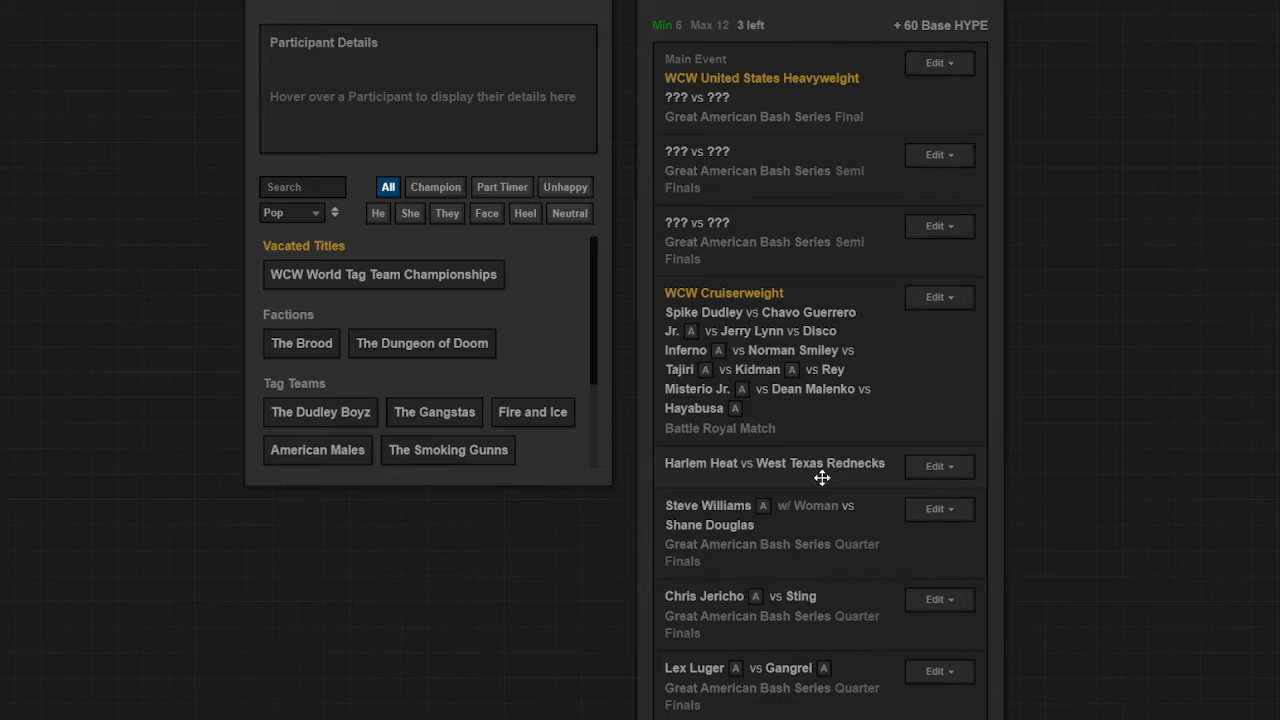 Participant Details
Hover over a Participant to display their details here
Search
All
Champion
Part Timer
Unhappy
Pop
He
She
They
Face
Heel
Neutral
Vacated Titles
WCW World Tag Team Championships
Factions
The Brood
The Dungeon of Doom
Tag Teams
The Dudley Boyz
The Gangstas
Fire and Ice
American Males
The Smoking Gunns
Min 6 Max 12 3 left
+ 60 Base HYPE
Main Event
Edit
WCW United States Heavyweight
??? vs ???
Great American Bash Series Final
??? vs ???
Edit
Great American Bash Series Semi
Finals
??? vs ???
Edit
Great American Bash Series Semi
Finals
WCW Cruiserweight
Edit
Spike Dudley vs Chavo Guerrero
Jr. A vs Jerry Lynn vs Disco
Inferno A vs Norman Smiley vs
Tajiri A vs Kidman A vs Rey
Misterio Jr. A vs Dean Malenko vs
Hayabusa A
Battle Royal Match
Harlem Heat vs West Texas Rednecks
Edit
Steve Williams A w/ Woman vs
Edit
Shane Douglas
Great American Bash Series Quarter
Finals
Chris Jericho A vs Sting
Edit
Great American Bash Series Quarter
Finals
Lex Luger A vs Gangrel A
Edit
Great American Bash Series Quarter
Finals